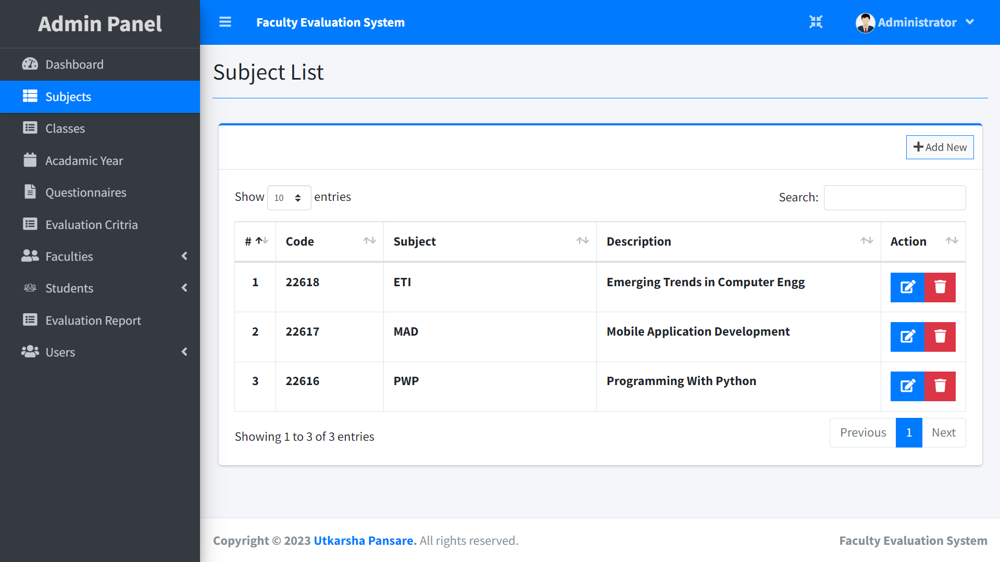 Admin Panel
Faculty Evaluation System
Administrator
Dashboard
Subjects
Classes
Acadamic Year
Questionnaires
Evaluation Critria
Faculties
Students
Evaluation Report
Users
Subject List
Add New
Show 10 entries
Search:
# Code Subject Description Action
1 22618 ETI Emerging Trends in Computer Engg
2 22617 MAD Mobile Application Development
3 22616 PWP Programming With Python
Showing 1 to 3 of 3 entries
Previous 1 Next
Copyright © 2023 Utkarsha Pansare. All rights reserved.
Faculty Evaluation System